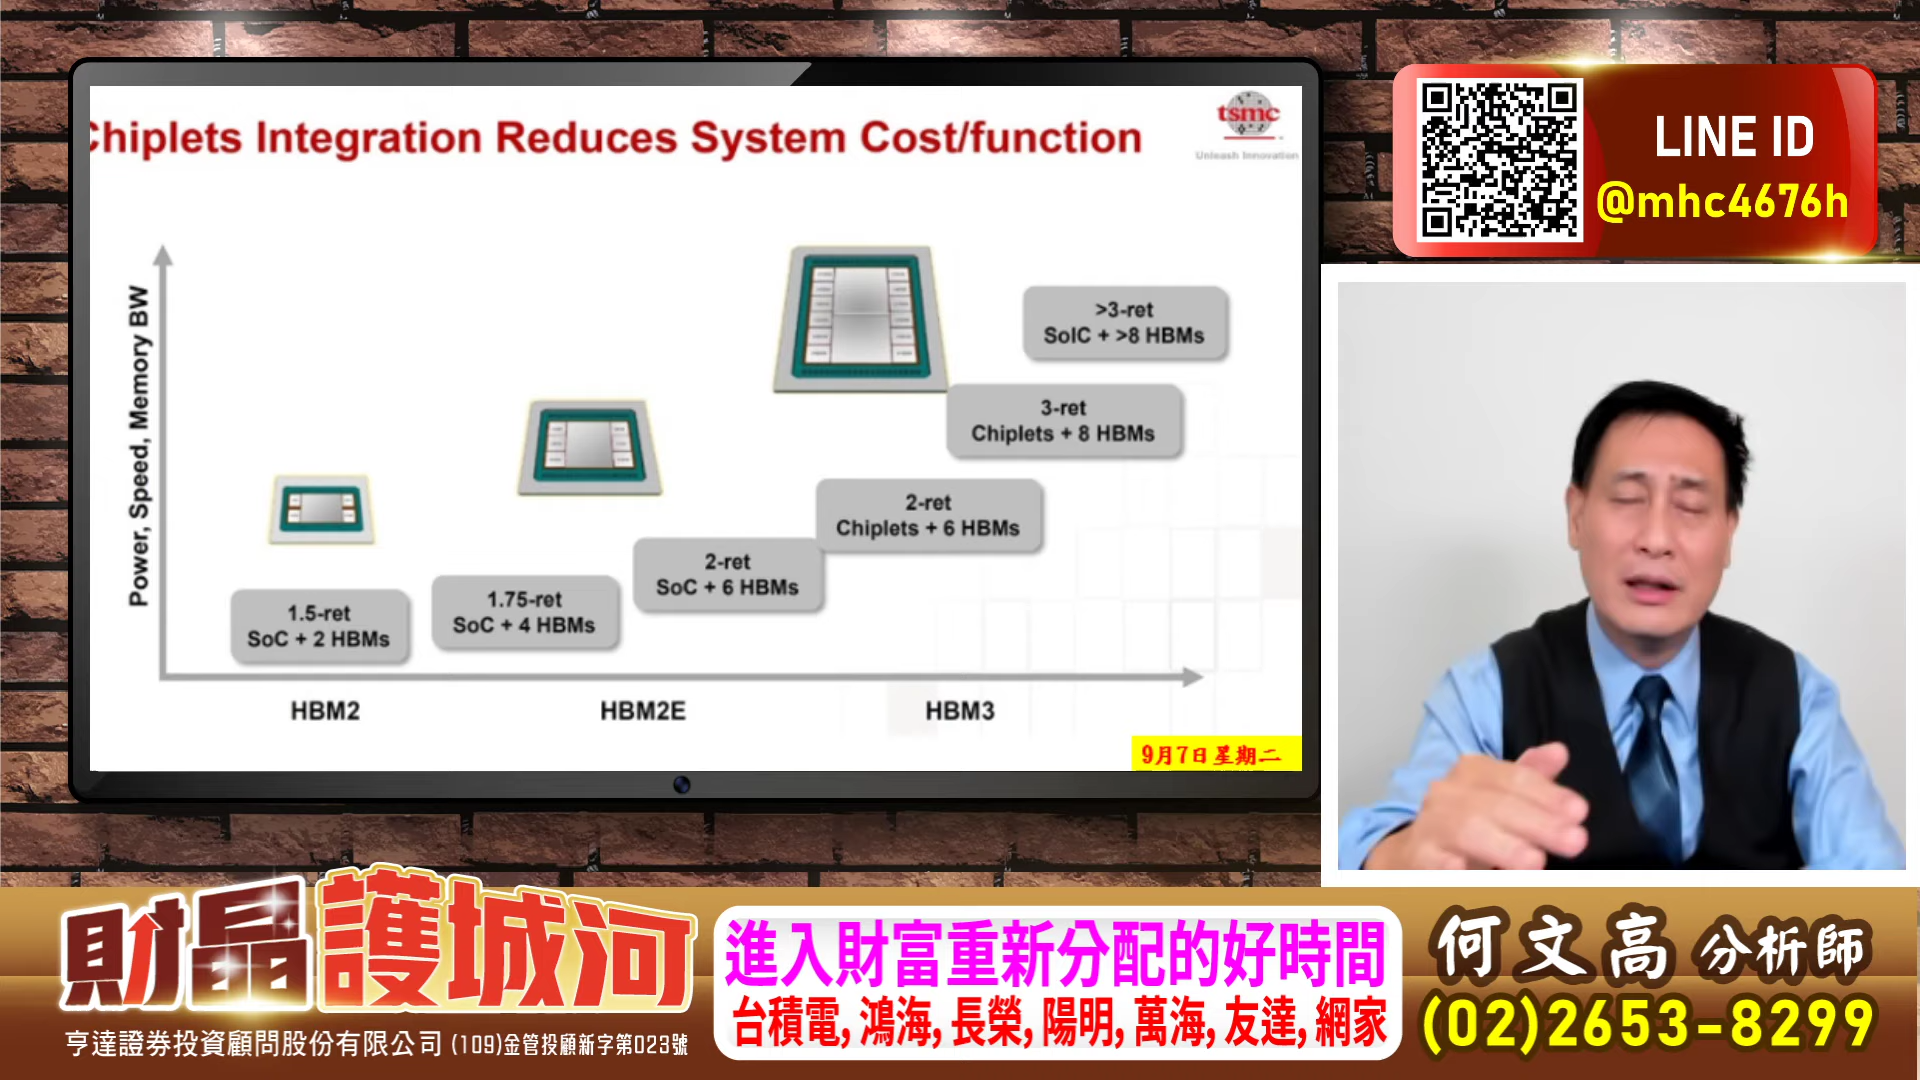 Chiplets Integration Reduces System Cost/function
tsmc
Unleash Innovation
Power, Speed, Memory BW
>3-ret
SoIC + >8 HBMs
3-ret
Chiplets + 8 HBMs
2-ret
Chiplets + 6 HBMs
2-ret
SoC + 6 HBMs
1.75-ret
SoC + 4 HBMs
1.5-ret
SoC + 2 HBMs
HBM2
HBM2E
HBM3
9月7日星期二
LINE ID
@mhc4676h
財晶護城河
亨達證券投資顧問股份有限公司 (109)金管投顧新字第023號
進入財富重新分配的好時間
台積電, 鴻海, 長榮, 陽明, 萬海, 友達, 網家
何文高 分析師
(02)2653-8299